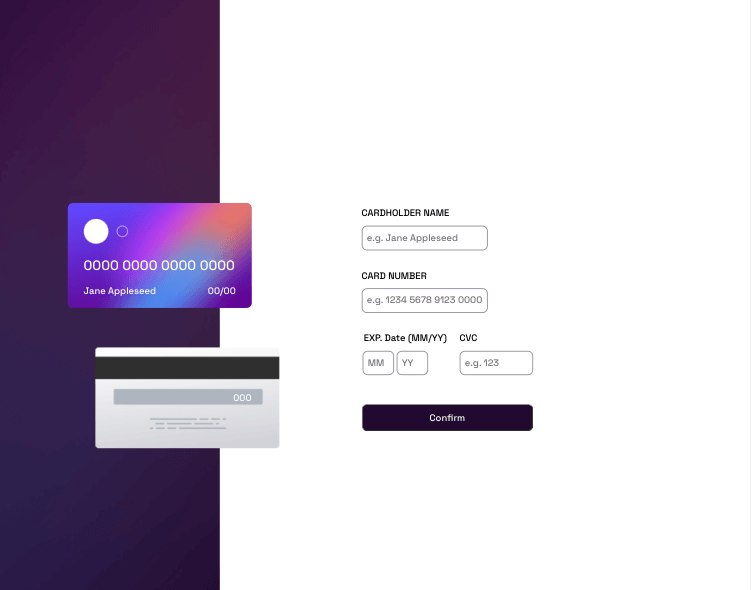 0000 0000 0000 0000
Jane Appleseed 00/00
000
CARDHOLDER NAME
e.g. Jane Appleseed
CARD NUMBER
e.g. 1234 5678 9123 0000
EXP. Date (MM/YY) CVC
MM YY e.g. 123
Confirm